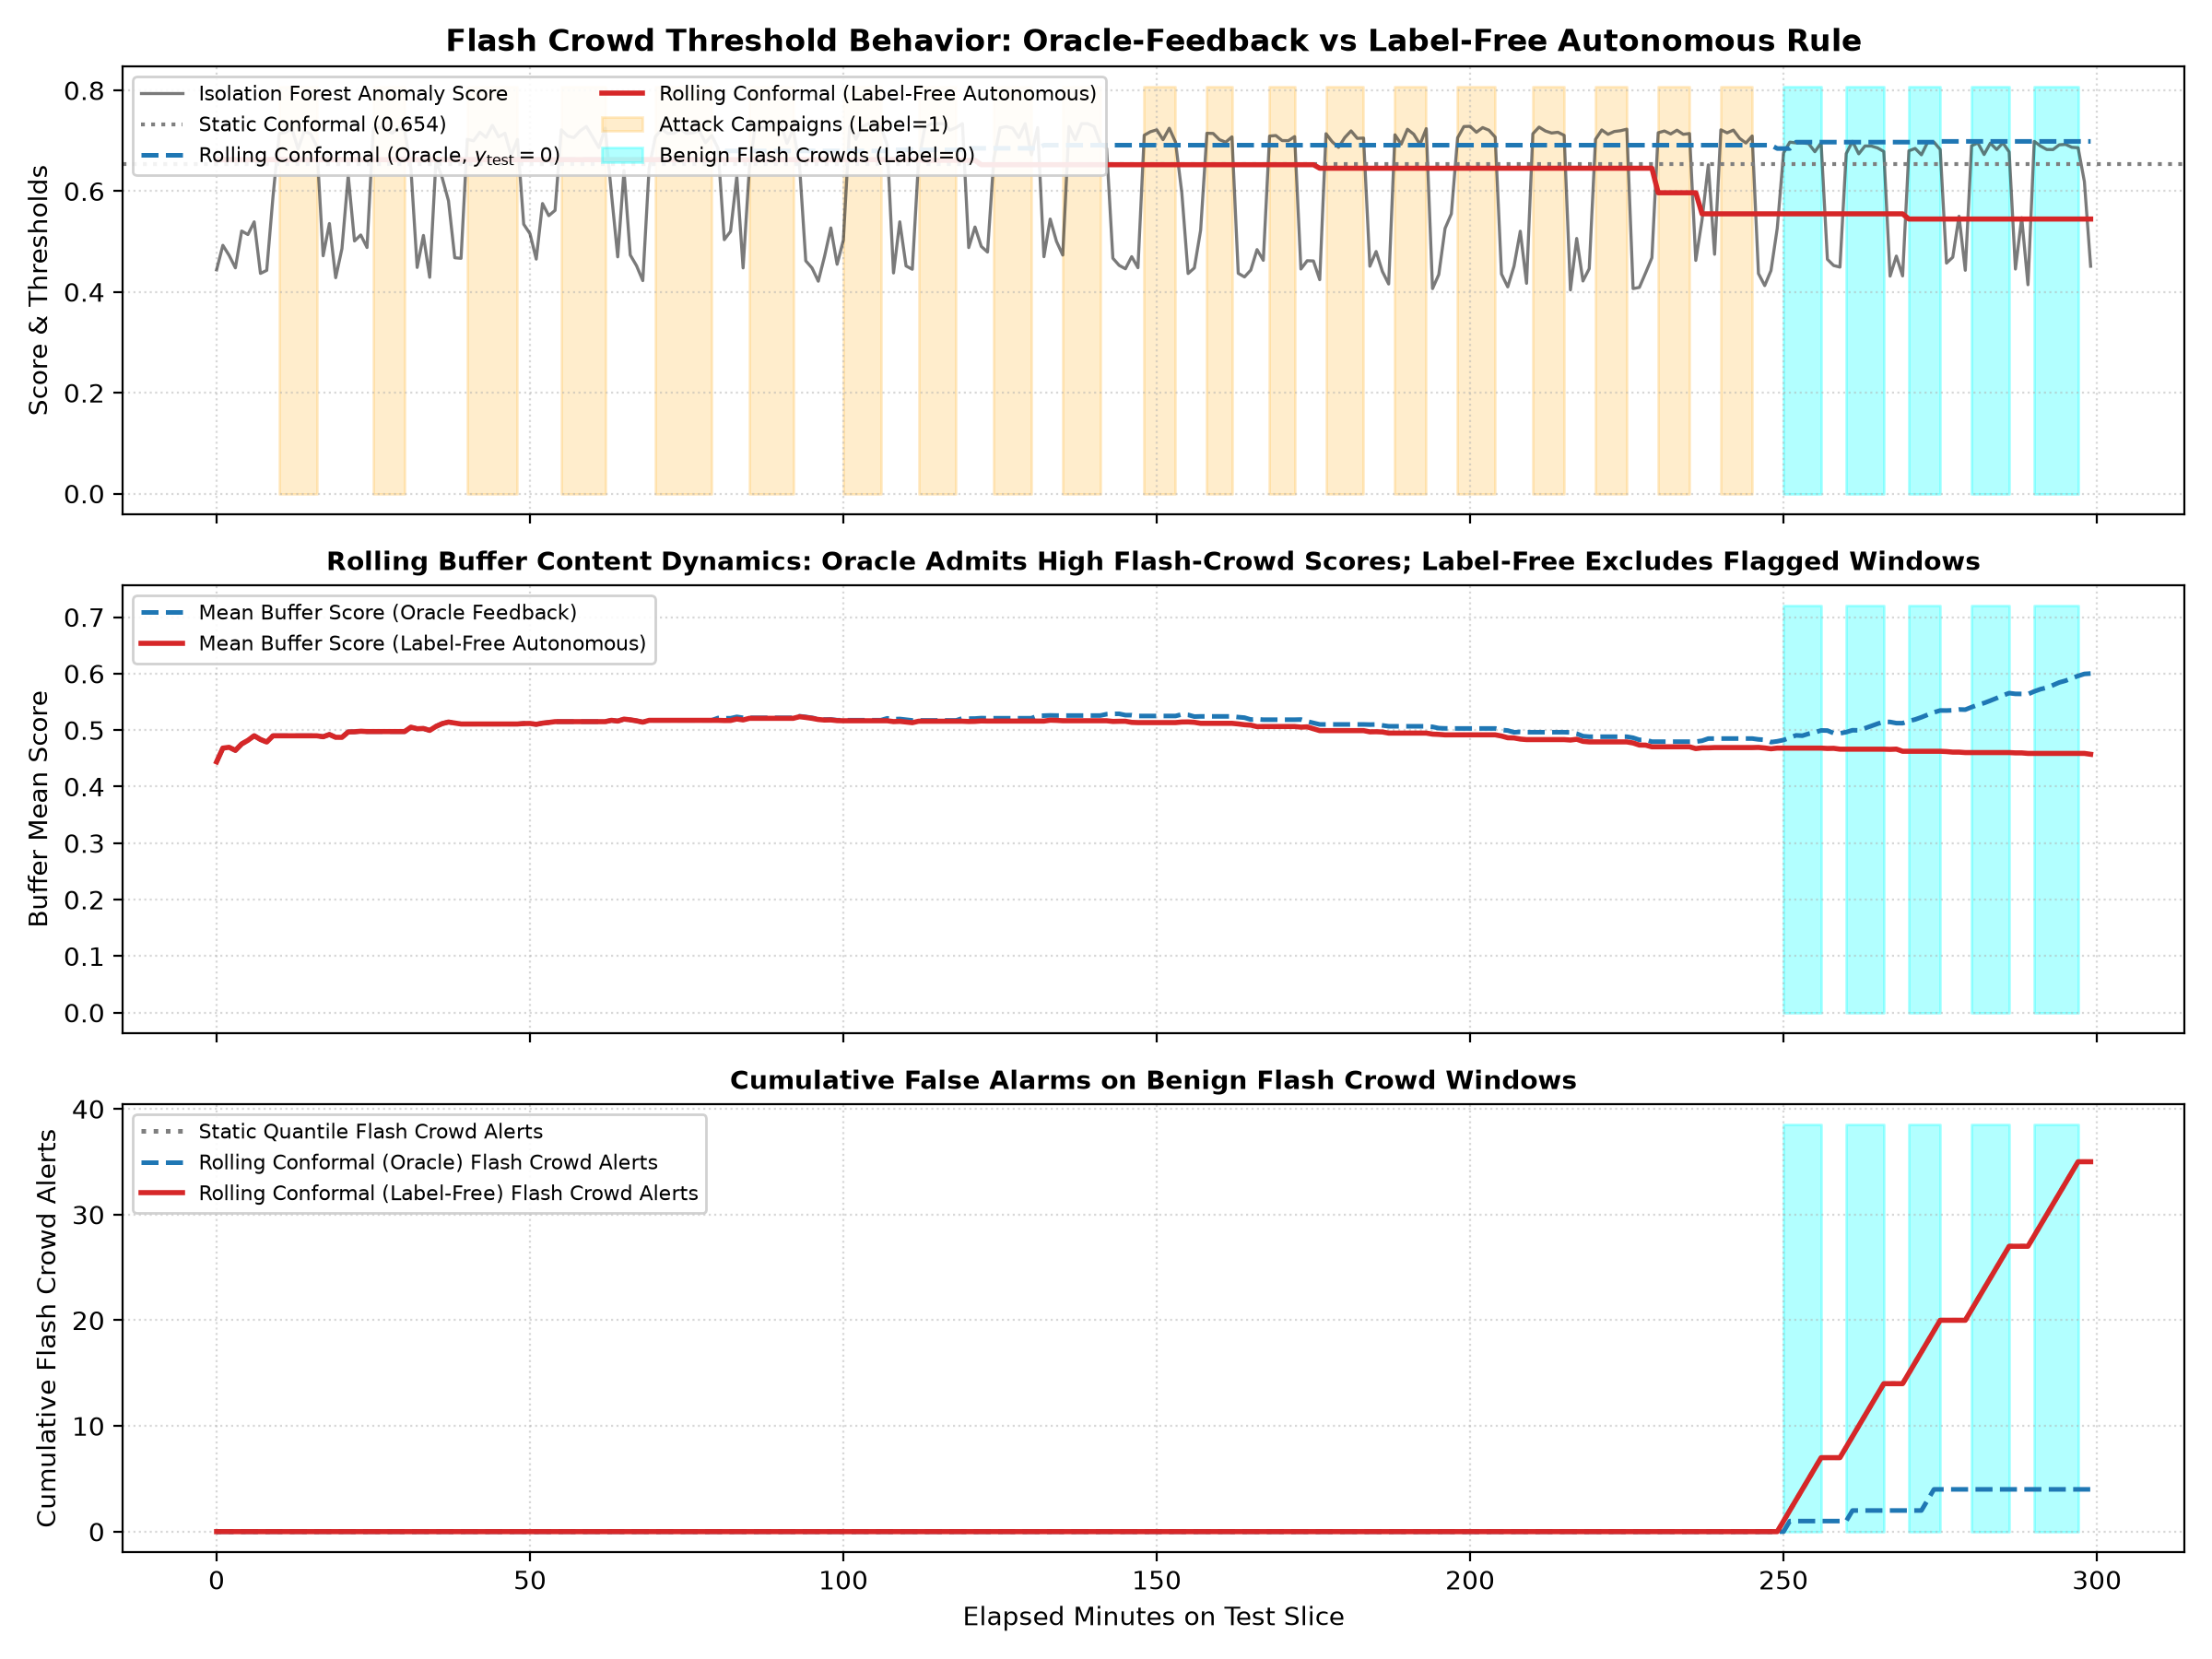 Flash Crowd Threshold Behavior: Oracle-Feedback vs Label-Free Autonomous Rule
Isolation Forest Anomaly Score
Static Conformal (0.654)
Rolling Conformal (Oracle, y_test = 0)
Rolling Conformal (Label-Free Autonomous)
Attack Campaigns (Label=1)
Benign Flash Crowds (Label=0)
Score & Thresholds
0.8
0.6
0.4
0.2
0.0
Rolling Buffer Content Dynamics: Oracle Admits High Flash-Crowd Scores; Label-Free Excludes Flagged Windows
Mean Buffer Score (Oracle Feedback)
Mean Buffer Score (Label-Free Autonomous)
Buffer Mean Score
0.7
0.6
0.5
0.4
0.3
0.2
0.1
0.0
Cumulative False Alarms on Benign Flash Crowd Windows
Static Quantile Flash Crowd Alerts
Rolling Conformal (Oracle) Flash Crowd Alerts
Rolling Conformal (Label-Free) Flash Crowd Alerts
Cumulative Flash Crowd Alerts
40
30
20
10
0
0 50 100 150 200 250 300
Elapsed Minutes on Test Slice